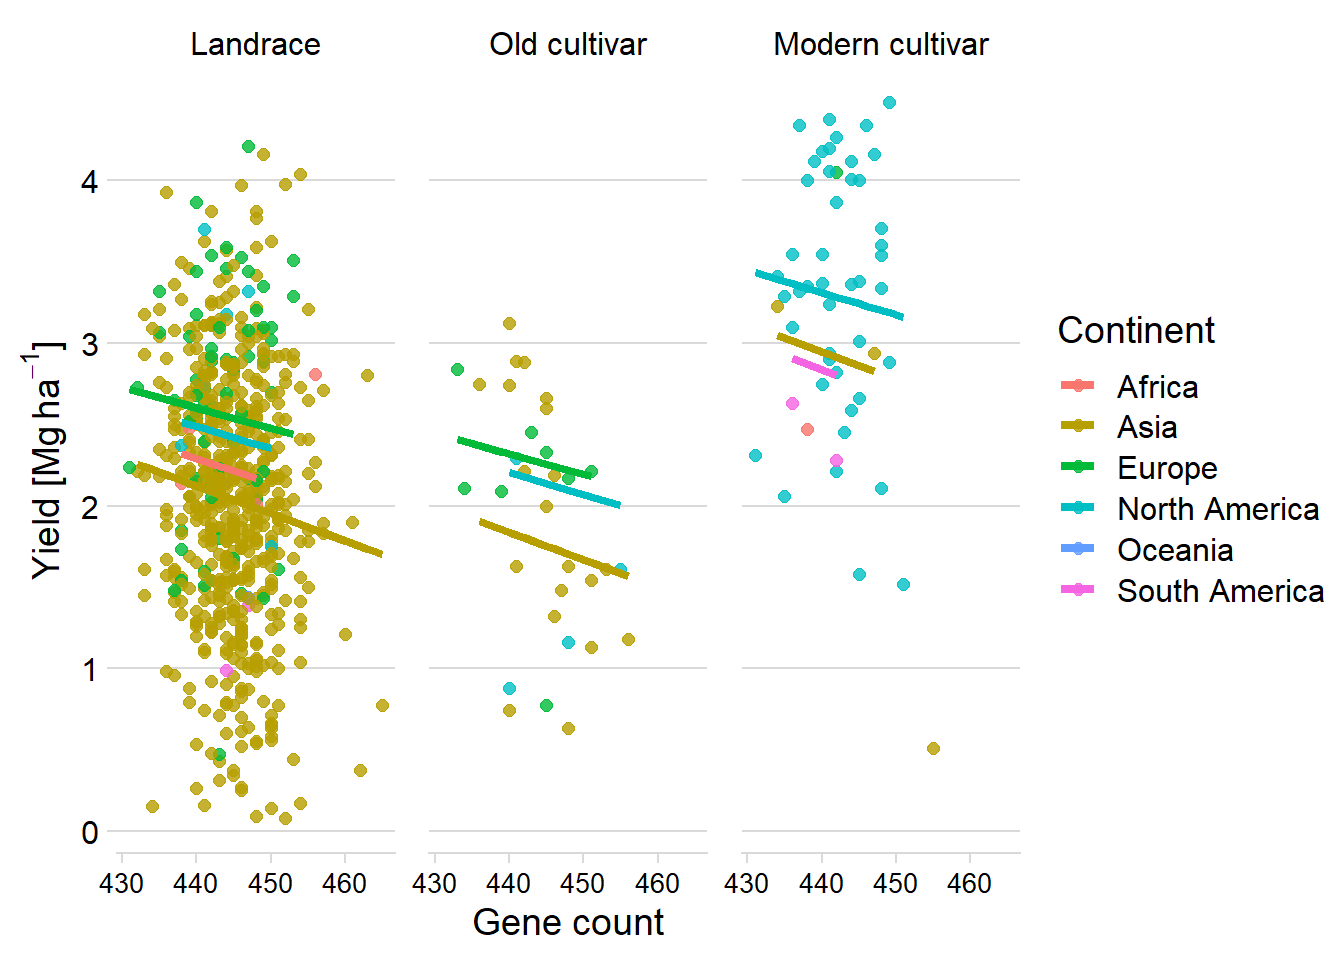 Landrace
Old cultivar
Modern cultivar
Yield [Mg ha⁻¹]
4
3
2
1
0
430 440 450 460
430 440 450 460
430 440 450 460
Gene count
Continent
Africa
Asia
Europe
North America
Oceania
South America